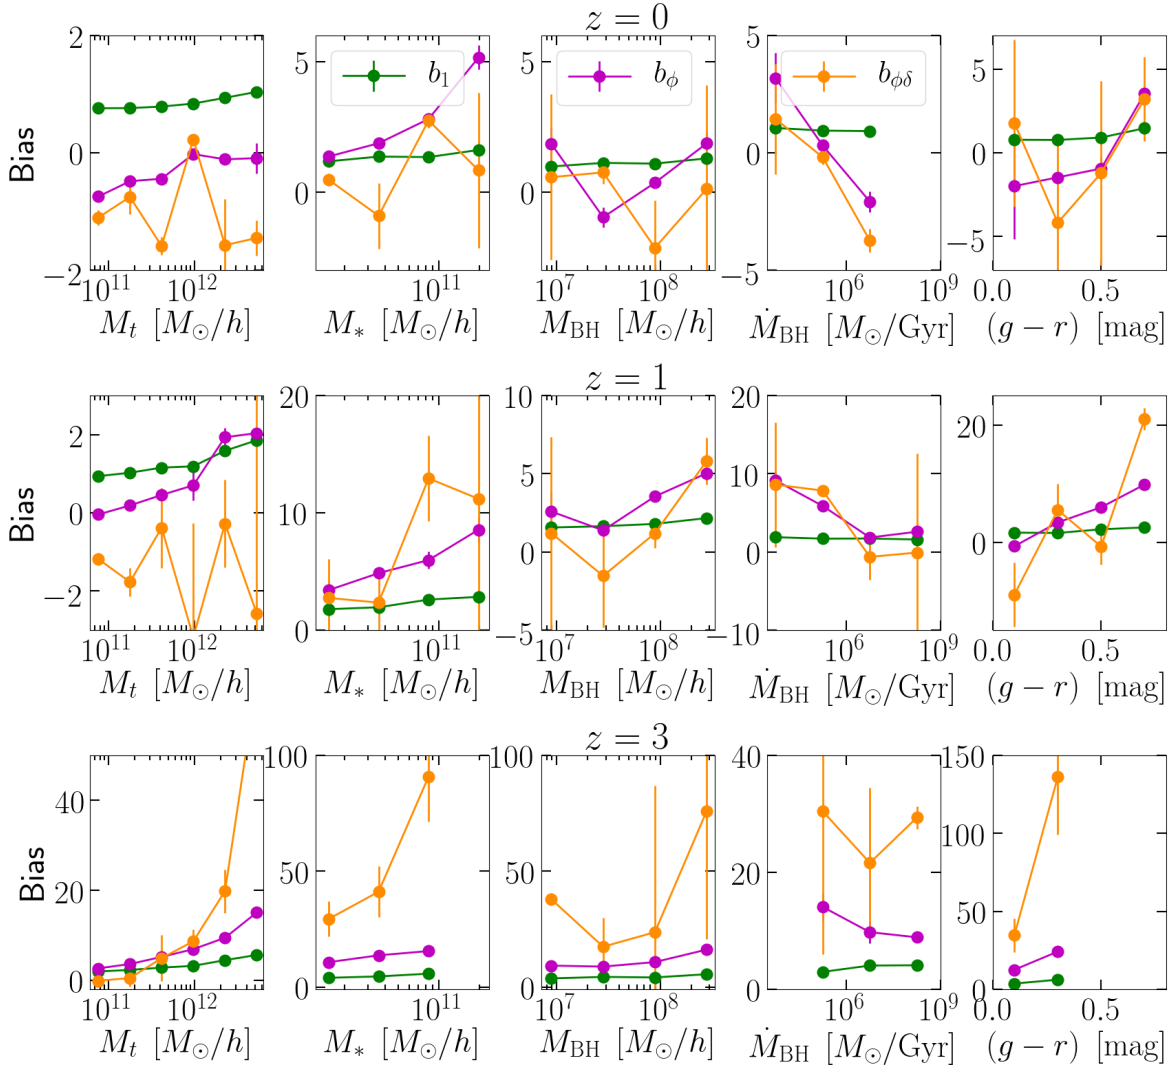 z = 0
2
0
−2
Bias
10^11 10^12
M_t [M_⊙/h]
5
0
b_1
10^11
M_* [M_⊙/h]
5
0
b_ϕ
10^7 10^8
M_BH [M_⊙/h]
5
0
−5
b_ϕδ
10^6 10^9
Ṁ_BH [M_⊙/Gyr]
5
0
−5
0.0 0.5
(g − r) [mag]
z = 1
2
0
−2
Bias
10^11 10^12
M_t [M_⊙/h]
20
10
0
10^11
M_* [M_⊙/h]
10
5
0
−5
10^7 10^8
M_BH [M_⊙/h]
20
10
0
−10
10^6 10^9
Ṁ_BH [M_⊙/Gyr]
20
0
0.0 0.5
(g − r) [mag]
z = 3
40
20
0
Bias
10^11 10^12
M_t [M_⊙/h]
100
50
0
10^11
M_* [M_⊙/h]
100
50
0
10^7 10^8
M_BH [M_⊙/h]
40
20
0
10^6 10^9
Ṁ_BH [M_⊙/Gyr]
150
100
50
0
0.0 0.5
(g − r) [mag]